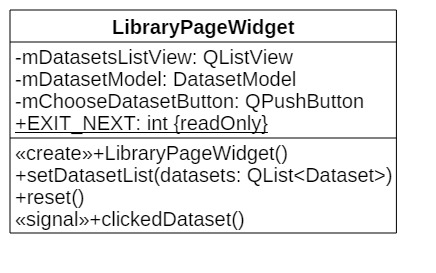 LibraryPageWidget
-mDatasetsListView: QListView
-mDatasetModel: DatasetModel
-mChooseDatasetButton: QPushButton
+EXIT_NEXT: int {readOnly}
«create»+LibraryPageWidget()
+setDatasetList(datasets: QList<Dataset>)
+reset()
«signal»+clickedDataset()